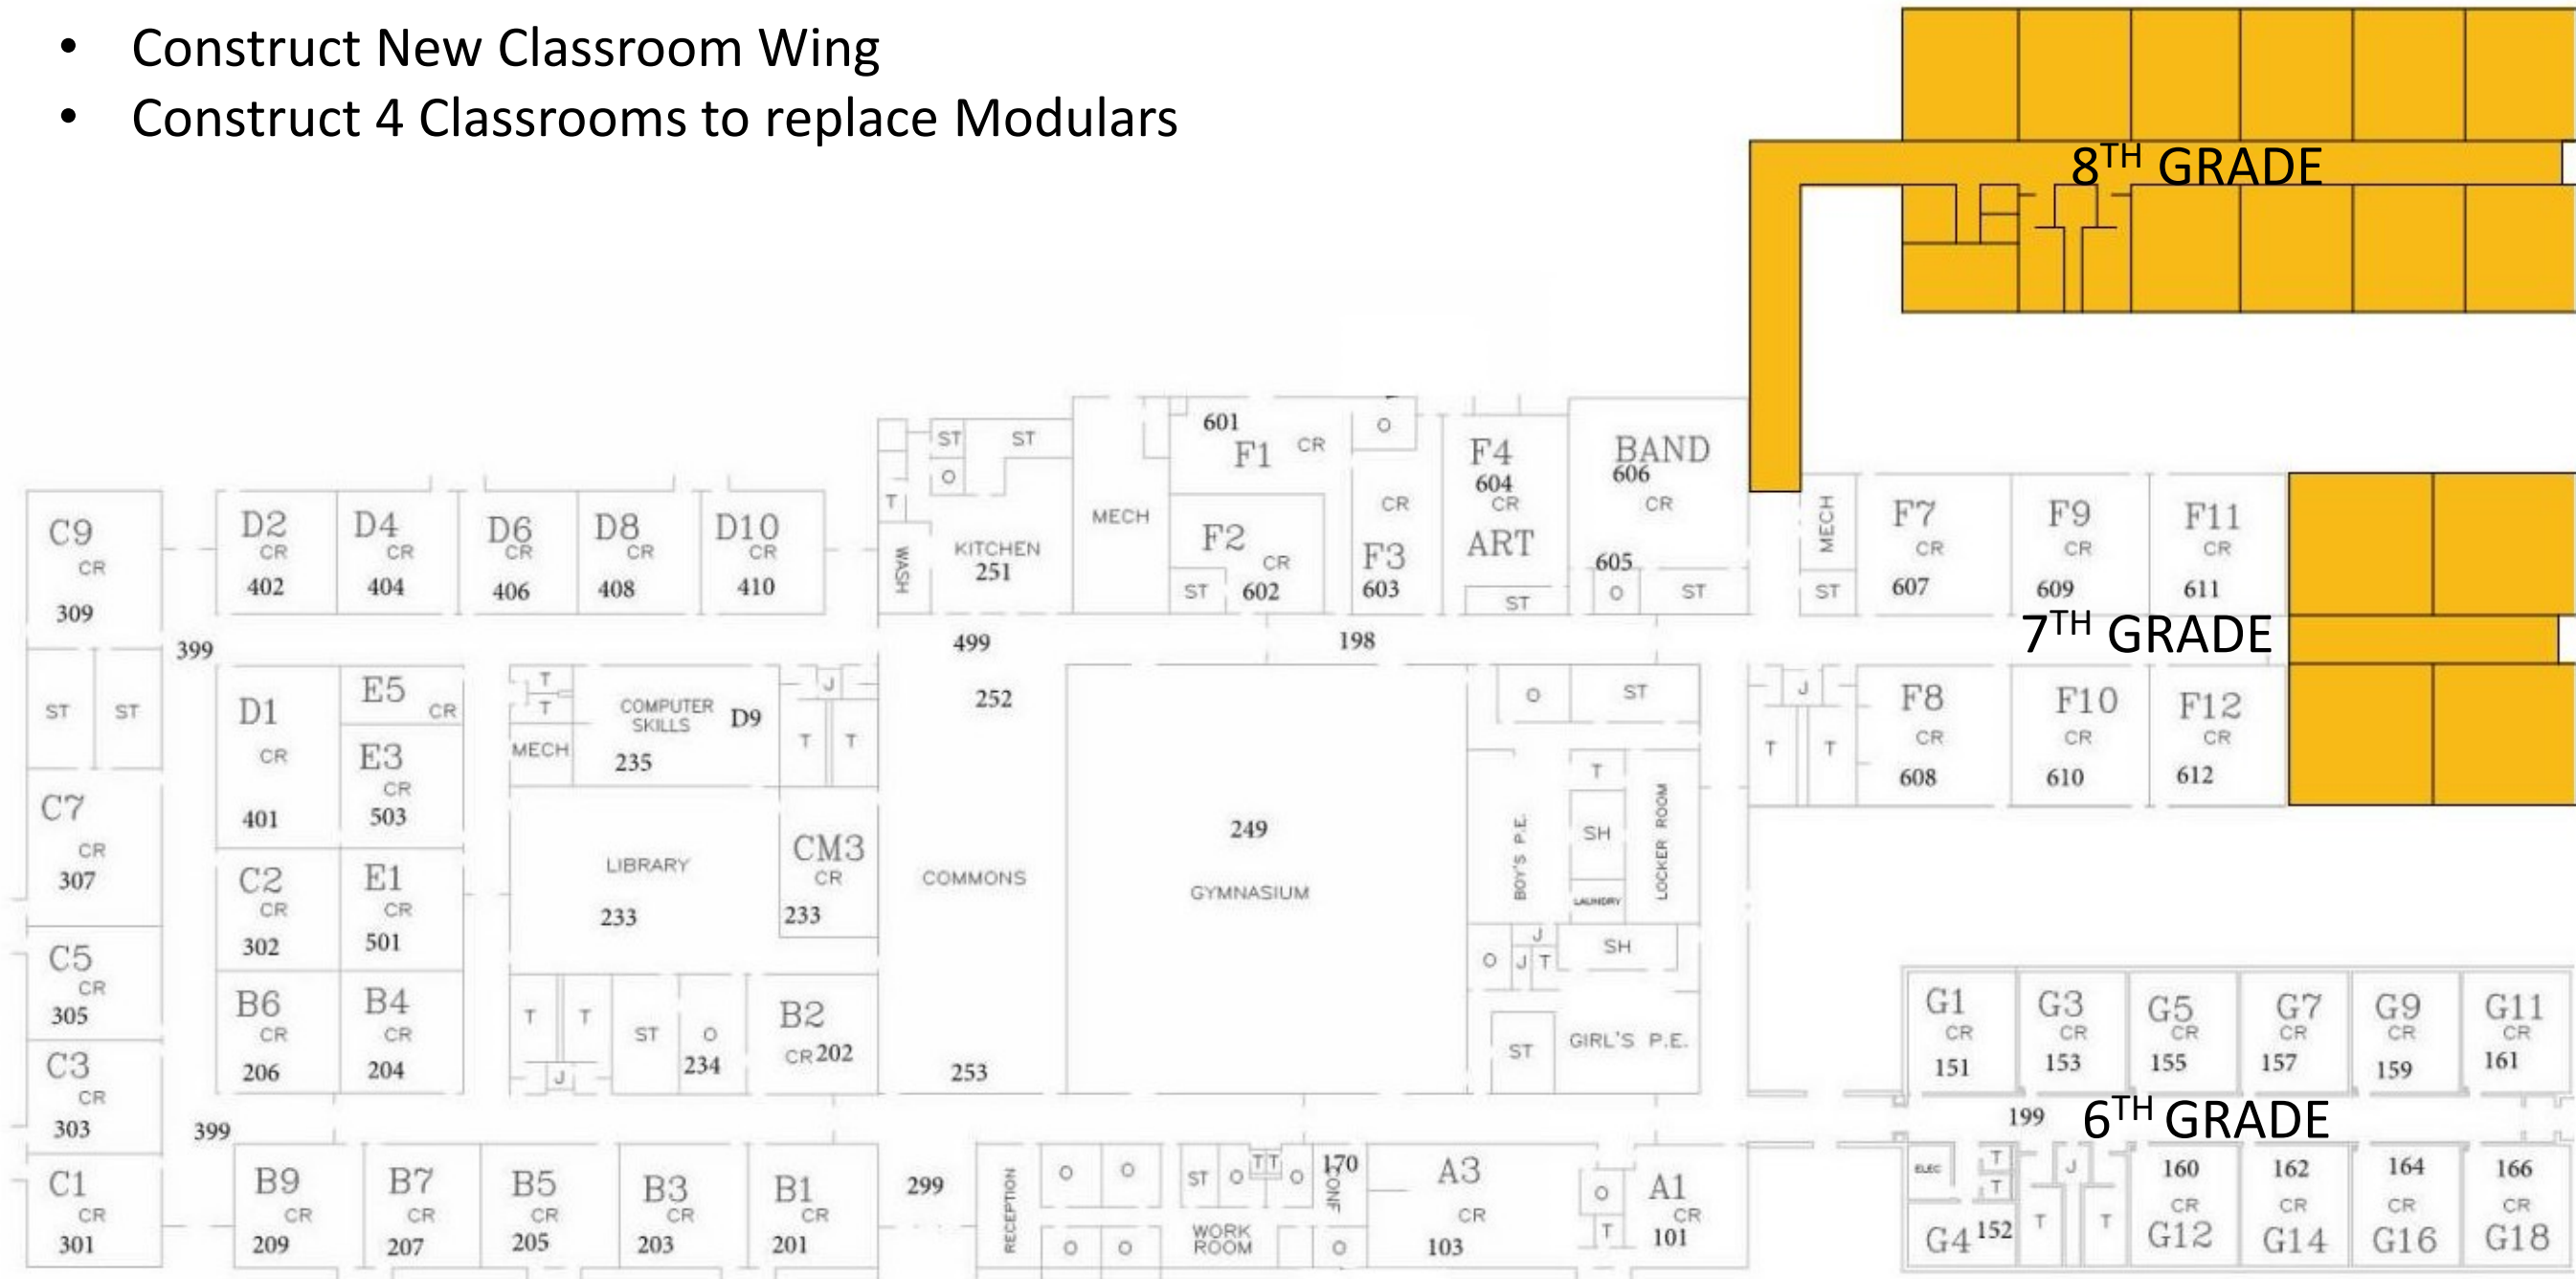 • Construct New Classroom Wing
• Construct 4 Classrooms to replace Modulars
8TH GRADE
601
F1 CR
O
F4
604
CR
ART
ST
BAND
606
CR
605
O ST
ST ST
O
T
WASH
KITCHEN
251
MECH
F2
CR
ST 602
CR
F3
603
MECH
ST
F7
CR
607
F9
CR
609
F11
CR
611
C9
CR
309
D2
CR
402
D4
CR
404
D6
CR
406
D8
CR
408
D10
CR
410
399
499
198
7TH GRADE
ST ST
D1
CR
401
E5
CR
E3
CR
503
T
T
MECH
COMPUTER
SKILLS
D9
235
J
T T
252
O ST
J
T T
F8
CR
608
F10
CR
610
F12
CR
612
C7
CR
307
C2
CR
302
E1
CR
501
LIBRARY
233
CM3
CR
233
COMMONS
249
GYMNASIUM
BOY'S P.E.
T
SH
LAUNDRY
LOCKER ROOM
C5
CR
305
B6
CR
206
B4
CR
204
T T
J
ST
O
234
B2
CR 202
253
O
J
J T
SH
ST
GIRL'S P.E.
G1
CR
151
G3
CR
153
G5
CR
155
G7
CR
157
G9
CR
159
G11
CR
161
C3
CR
303
399
199
6TH GRADE
C1
CR
301
B9
CR
209
B7
CR
207
B5
CR
205
B3
CR
203
B1
CR
201
299
RECEPTION
O O
O O
ST O TT O
WORK
ROOM
170
CONF
O
A3
CR
103
O
T
A1
CR
101
ELEC
T
T
G4 152
J
T T
160
CR
G12
162
CR
G14
164
CR
G16
166
CR
G18